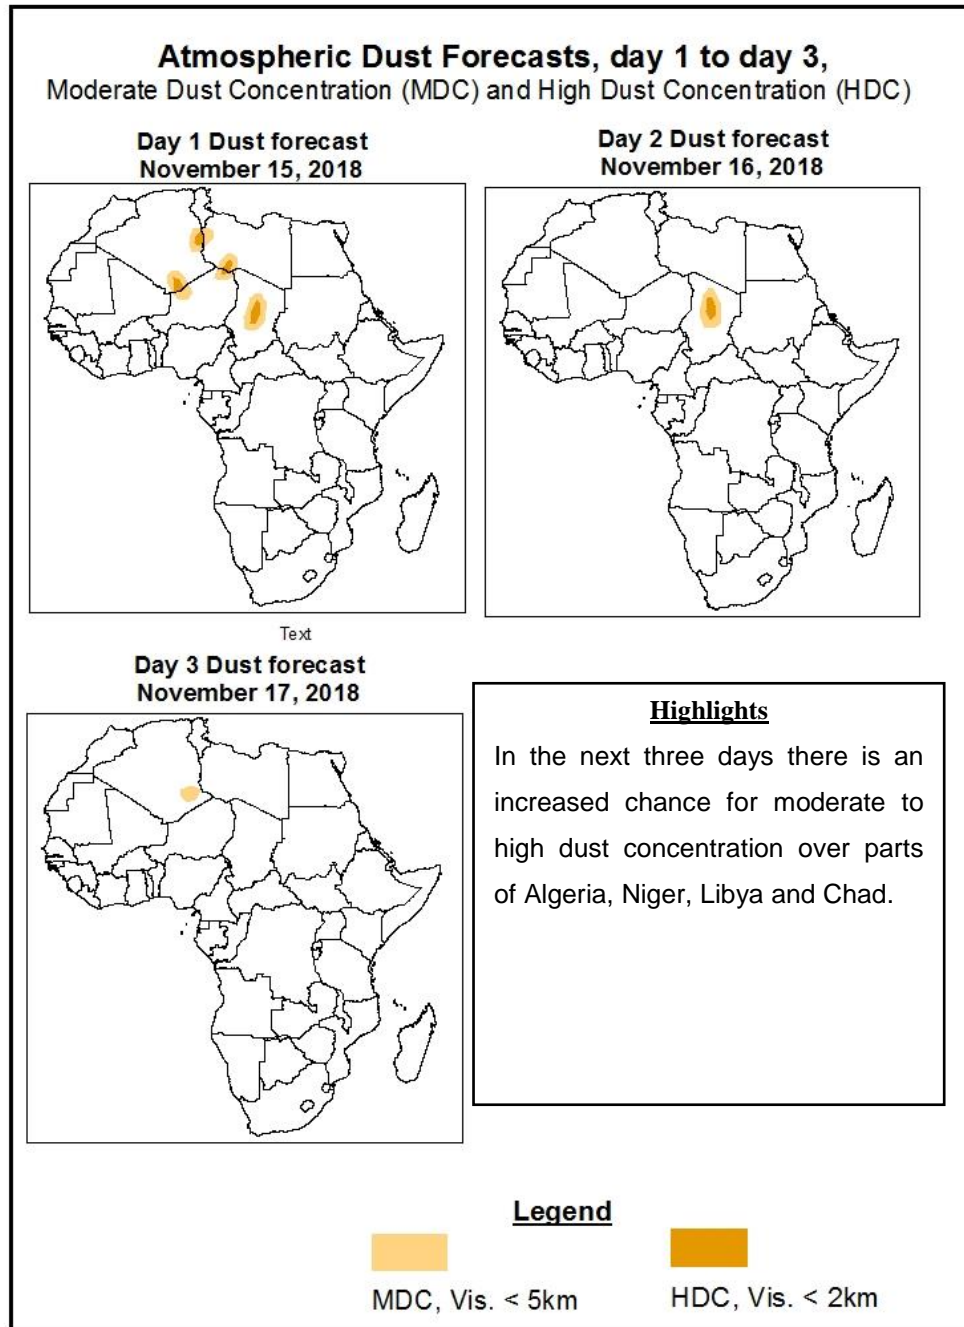 Atmospheric Dust Forecasts, day 1 to day 3,
Moderate Dust Concentration (MDC) and High Dust Concentration (HDC)
Day 1 Dust forecast
November 15, 2018
Day 2 Dust forecast
November 16, 2018
Text
Day 3 Dust forecast
November 17, 2018
Highlights
In the next three days there is an
increased chance for moderate to
high dust concentration over parts
of Algeria, Niger, Libya and Chad.
Legend
MDC, Vis. < 5km
HDC, Vis. < 2km